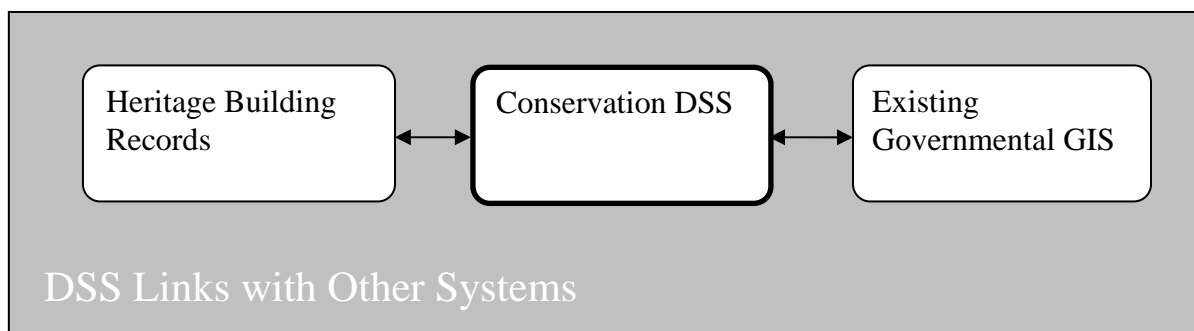 Heritage Building
Records
Conservation DSS
Existing
Governmental GIS
DSS Links with Other Systems